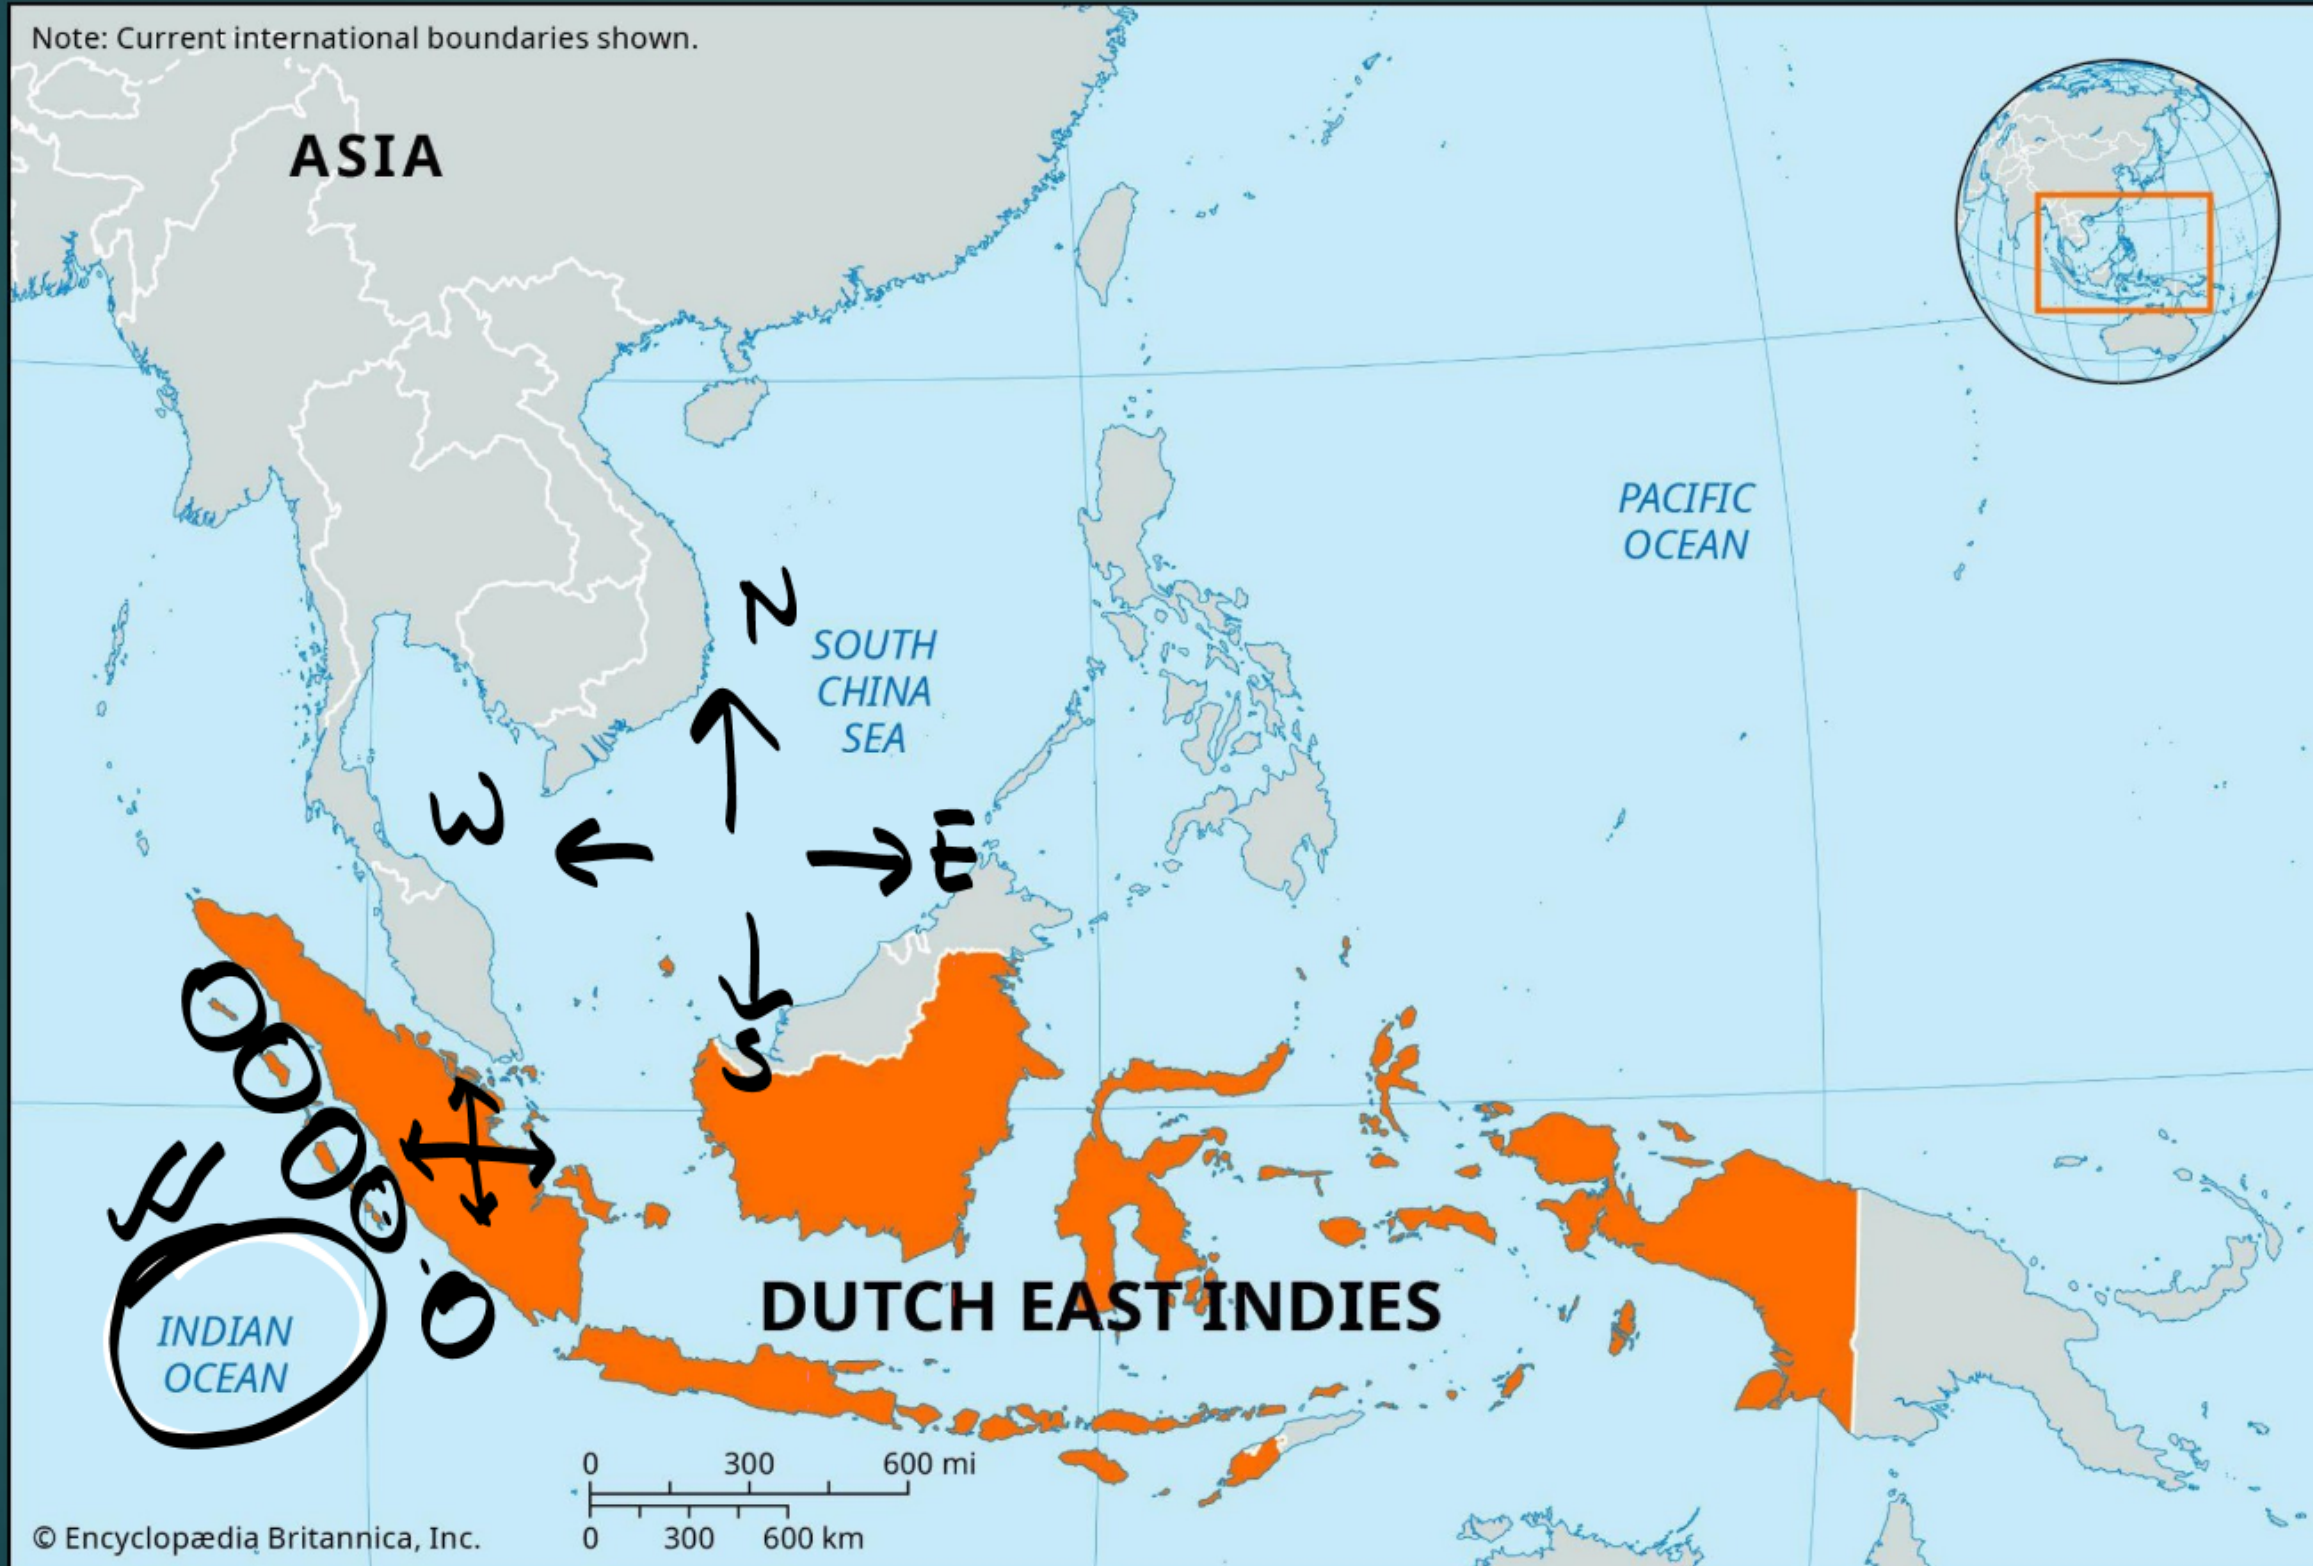 Note: Current international boundaries shown.
ASIA
PACIFIC
OCEAN
N
SOUTH
CHINA
SEA
W
E
S
DUTCH EAST INDIES
INDIAN
OCEAN
0 300 600 mi
0 300 600 km
© Encyclopædia Britannica, Inc.